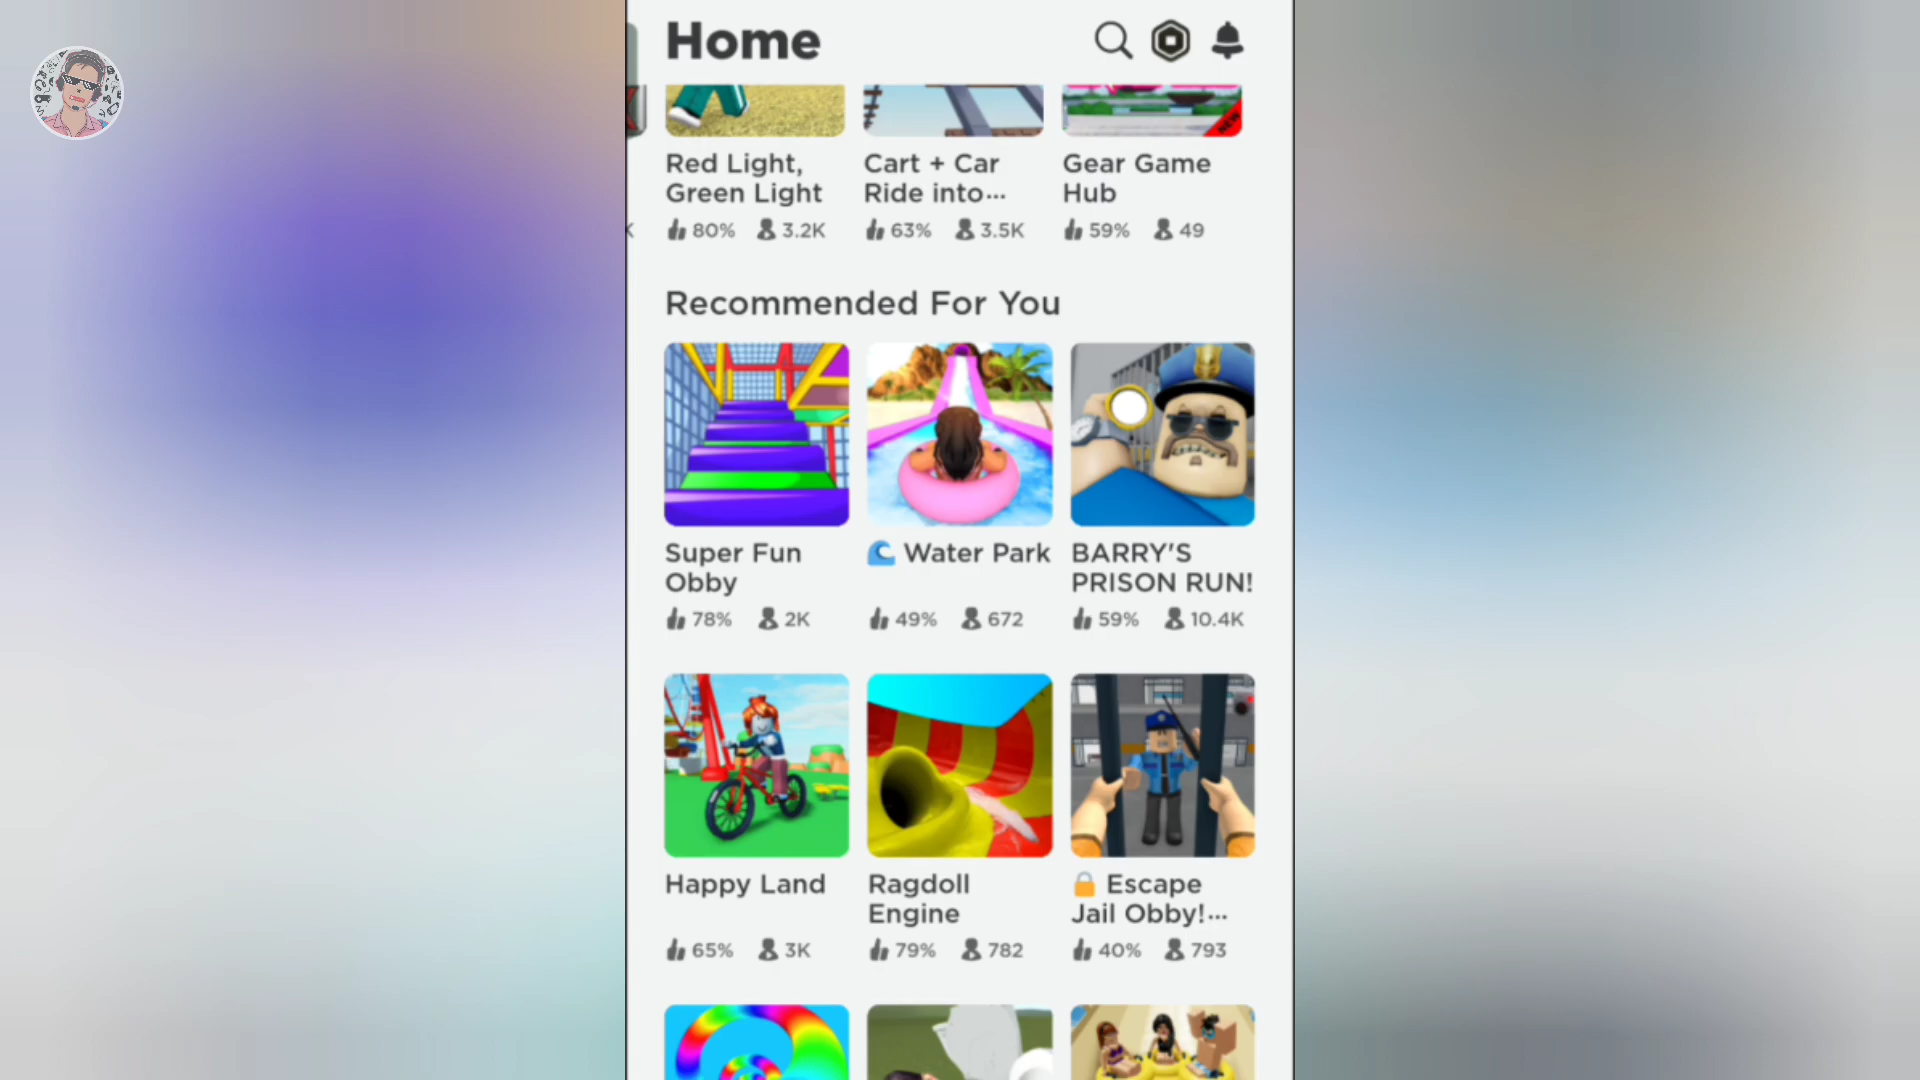 Home
Red Light,
Green Light
80% 3.2K
Cart + Car
Ride into...
63% 3.5K
Gear Game
Hub
59% 49
NEW
K
Recommended For You
Super Fun
Obby
78% 2K
🌊 Water Park
49% 672
BARRY'S
PRISON RUN!
59% 10.4K
Happy Land
65% 3K
Ragdoll
Engine
79% 782
🔒 Escape
Jail Obby!...
40% 793